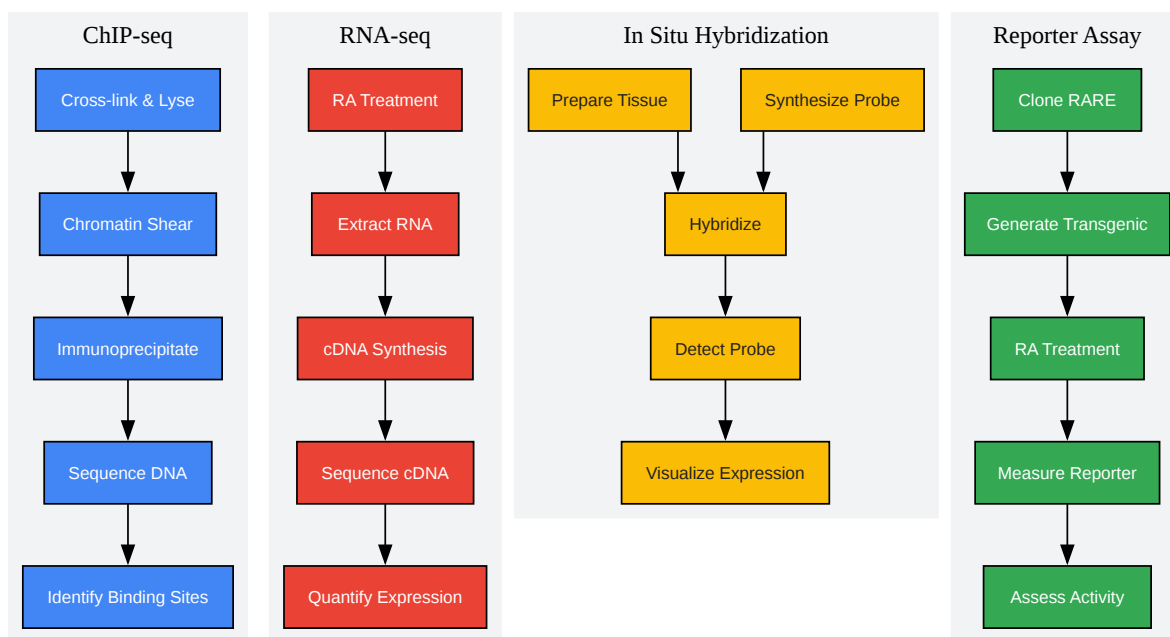 ChIP-seq
Cross-link & Lyse
Chromatin Shear
Immunoprecipitate
Sequence DNA
Identify Binding Sites
RNA-seq
RA Treatment
Extract RNA
cDNA Synthesis
Sequence cDNA
Quantify Expression
In Situ Hybridization
Prepare Tissue
Synthesize Probe
Hybridize
Detect Probe
Visualize Expression
Reporter Assay
Clone RARE
Generate Transgenic
RA Treatment
Measure Reporter
Assess Activity